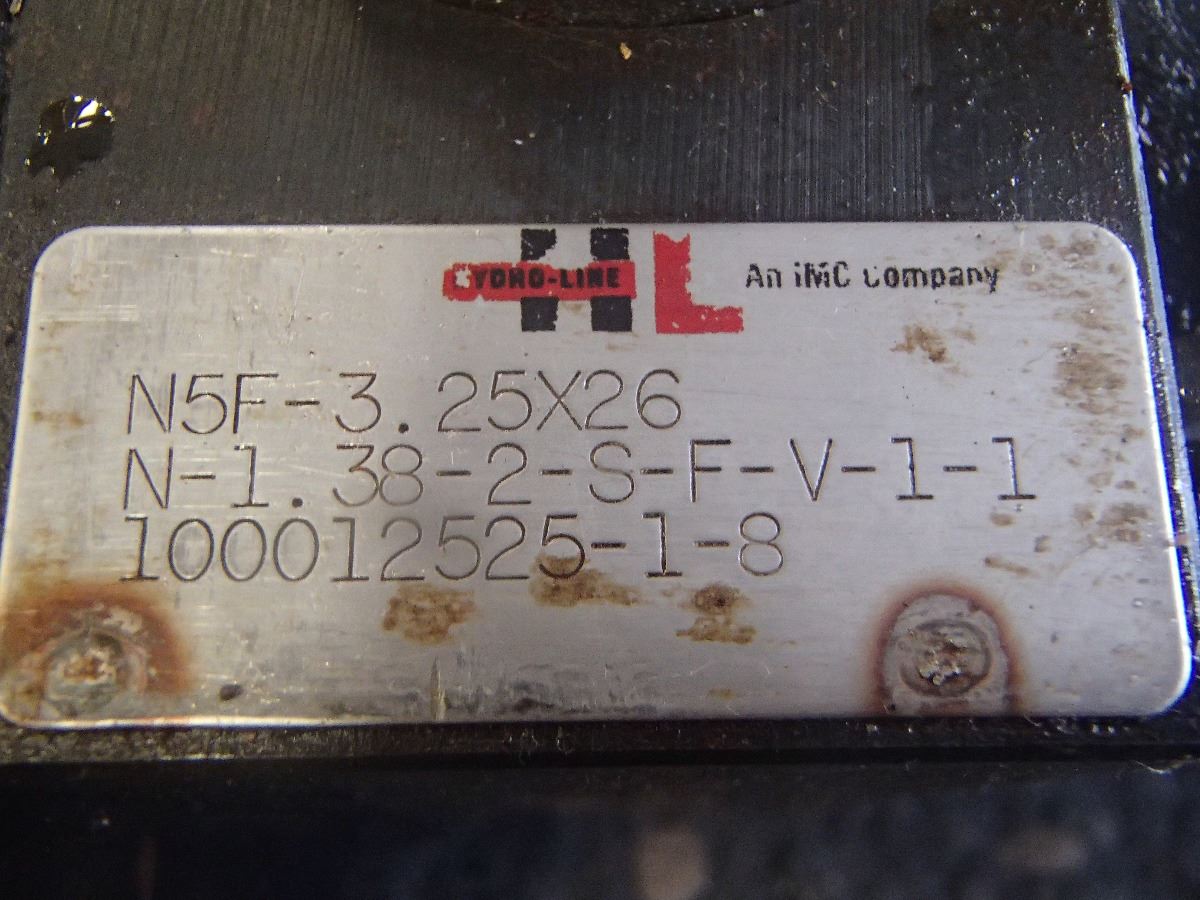 HYDRO-LINE
HL An IMC Company
N5F-3.25X26
N-1.38-2-S-F-V-1-1
100012525-1-8